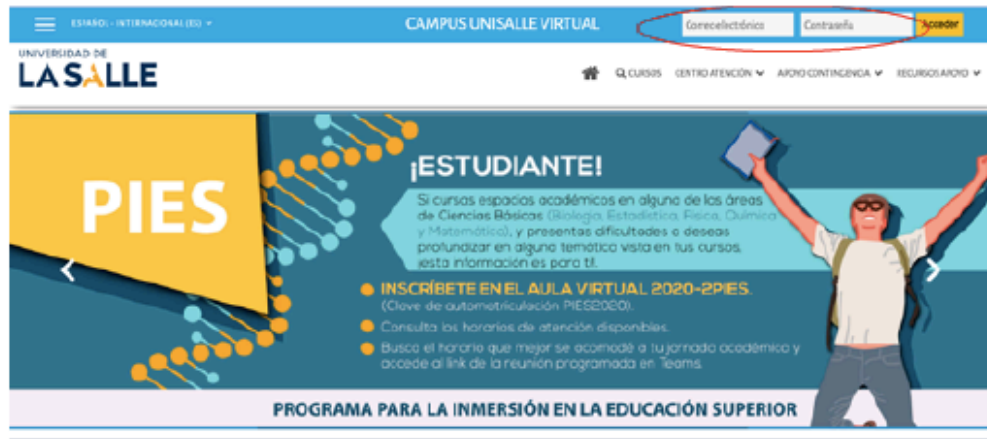 ESPAÑOL - INTERNACIONAL (ES)
CAMPUS UNISALLE VIRTUAL
Correo electrónico
Contraseña
Acceder
UNIVERSIDAD DE
LA SALLE
CURSOS
CENTRO ATENCIÓN
APOYO CONTINGENCIA
RECURSOS APOYO
PIES
¡ESTUDIANTE!
Si cursas espacios académicos en alguna de las áreas
de Ciencias Básicas (Biología, Estadística, Física, Química
y Matemática), y presentas dificultades o deseas
profundizar en alguna temática vista en tus cursos,
¡esta información es para ti!.
INSCRÍBETE EN EL AULA VIRTUAL 2020-2PIES.
(Clave de automatriculación PIES2020).
Consulta los horarios de atención disponibles.
Busca el horario que mejor se acomode a tu jornada académica y
accede al link de la reunión programada en Teams.
PROGRAMA PARA LA INMERSIÓN EN LA EDUCACIÓN SUPERIOR